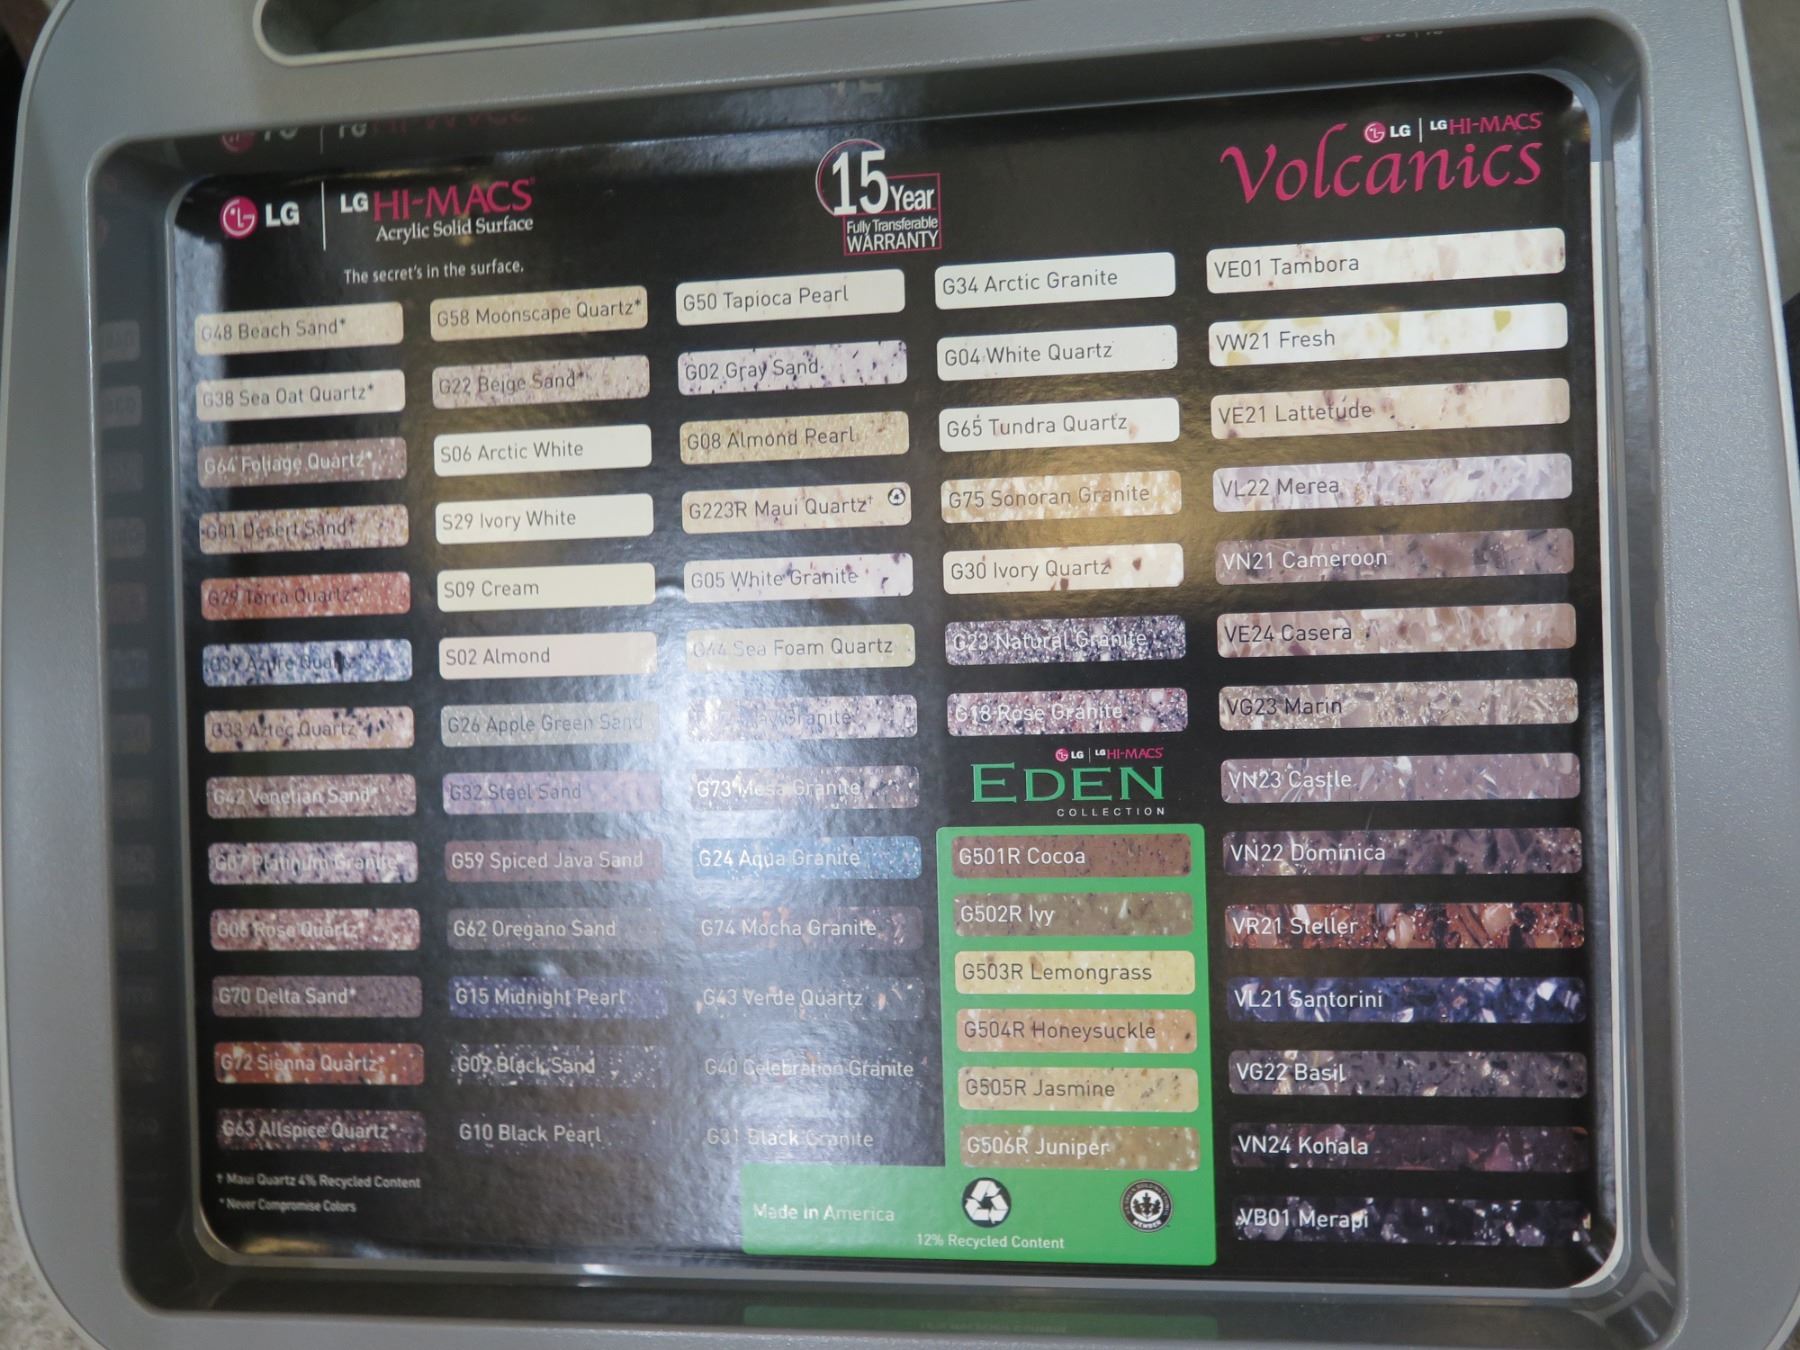 LG | LG HI-MACS
Acrylic Solid Surface
The secret's in the surface.
15 Year
Fully Transferable
WARRANTY
LG | LG HI-MACS
Volcanics
G48 Beach Sand*
G38 Sea Oat Quartz*
G64 Foliage Quartz*
G01 Desert Sand*
G29 Terra Quartz*
Azure Quartz*
G33 Aztec Quartz*
G42 Venetian Sand*
G67 Platinum Granite*
G06 Rose Quartz*
G70 Delta Sand*
G72 Sienna Quartz*
G63 Allspice Quartz*
† Maui Quartz 4% Recycled Content
* Never Compromise Colors
G58 Moonscape Quartz*
G22 Beige Sand*
S06 Arctic White
S29 Ivory White
S09 Cream
S02 Almond
G26 Apple Green Sand
G32 Steel Sand
G59 Spiced Java Sand
G62 Oregano Sand
G15 Midnight Pearl
G09 Black Sand
G10 Black Pearl
G50 Tapioca Pearl
G02 Gray Sand
G08 Almond Pearl
G223R Maui Quartz†
G05 White Granite
G44 Sea Foam Quartz
Granite
G73 Mesa Granite
G24 Aqua Granite
G74 Mocha Granite
G43 Verde Quartz
G40 Celebration Granite
G31 Black Granite
G34 Arctic Granite
G04 White Quartz
G65 Tundra Quartz
G75 Sonoran Granite
G30 Ivory Quartz
G23 Natural Granite
G18 Rose Granite
LG | LG HI-MACS
EDEN
COLLECTION
G501R Cocoa
G502R Ivy
G503R Lemongrass
G504R Honeysuckle
G505R Jasmine
G506R Juniper
Made in America
12% Recycled Content
VE01 Tambora
VW21 Fresh
VE21 Lattetude
VL22 Merea
VN21 Cameroon
VE24 Casera
VG23 Marin
VN23 Castle
VN22 Dominica
VR21 Steller
VL21 Santorini
VG22 Basil
VN24 Kohala
VB01 Merapi